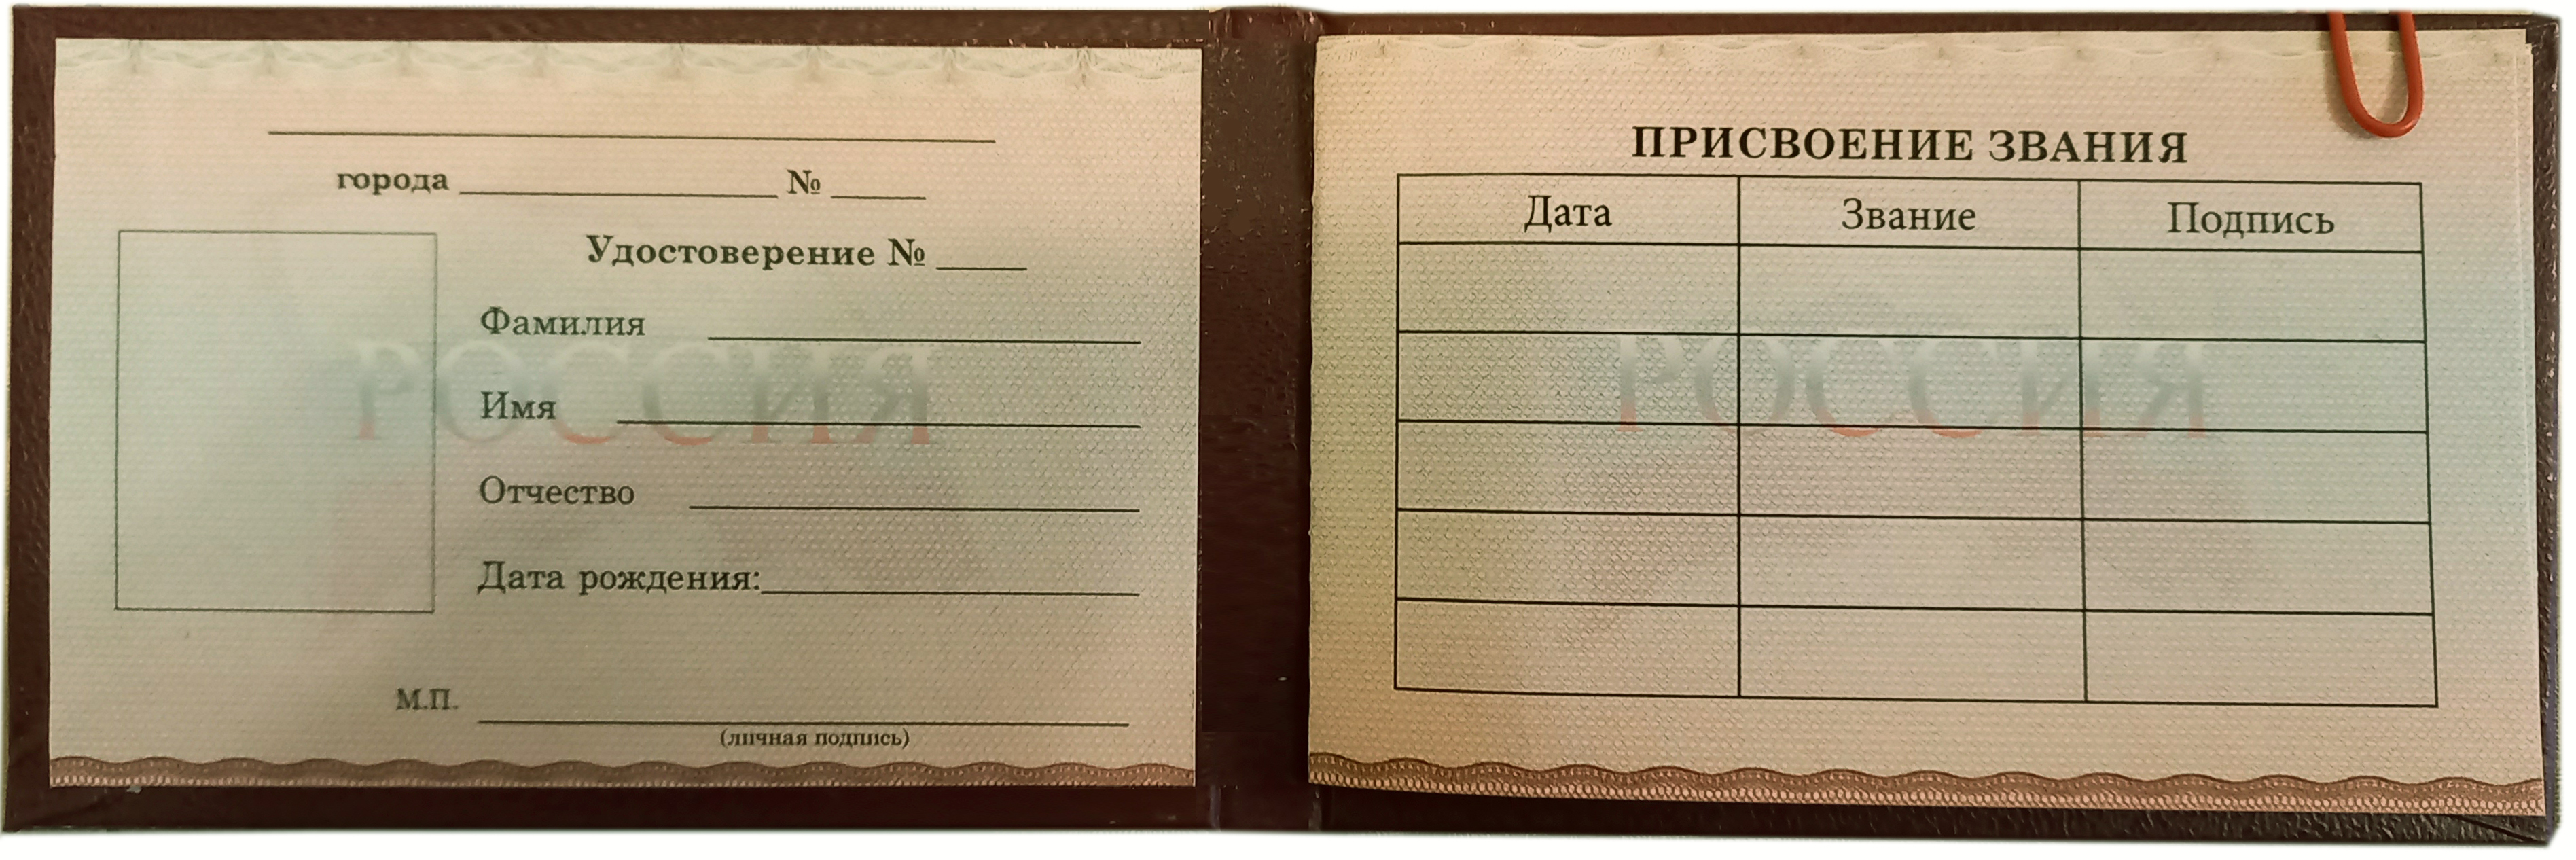 города № 
Удостоверение №
Фамилия
РОССИЯ
Имя
Отчество
Дата рождения:
М.П.
(личная подпись)
ПРИСВОЕНИЕ ЗВАНИЯ
Дата Звание Подпись
РОССИЯ